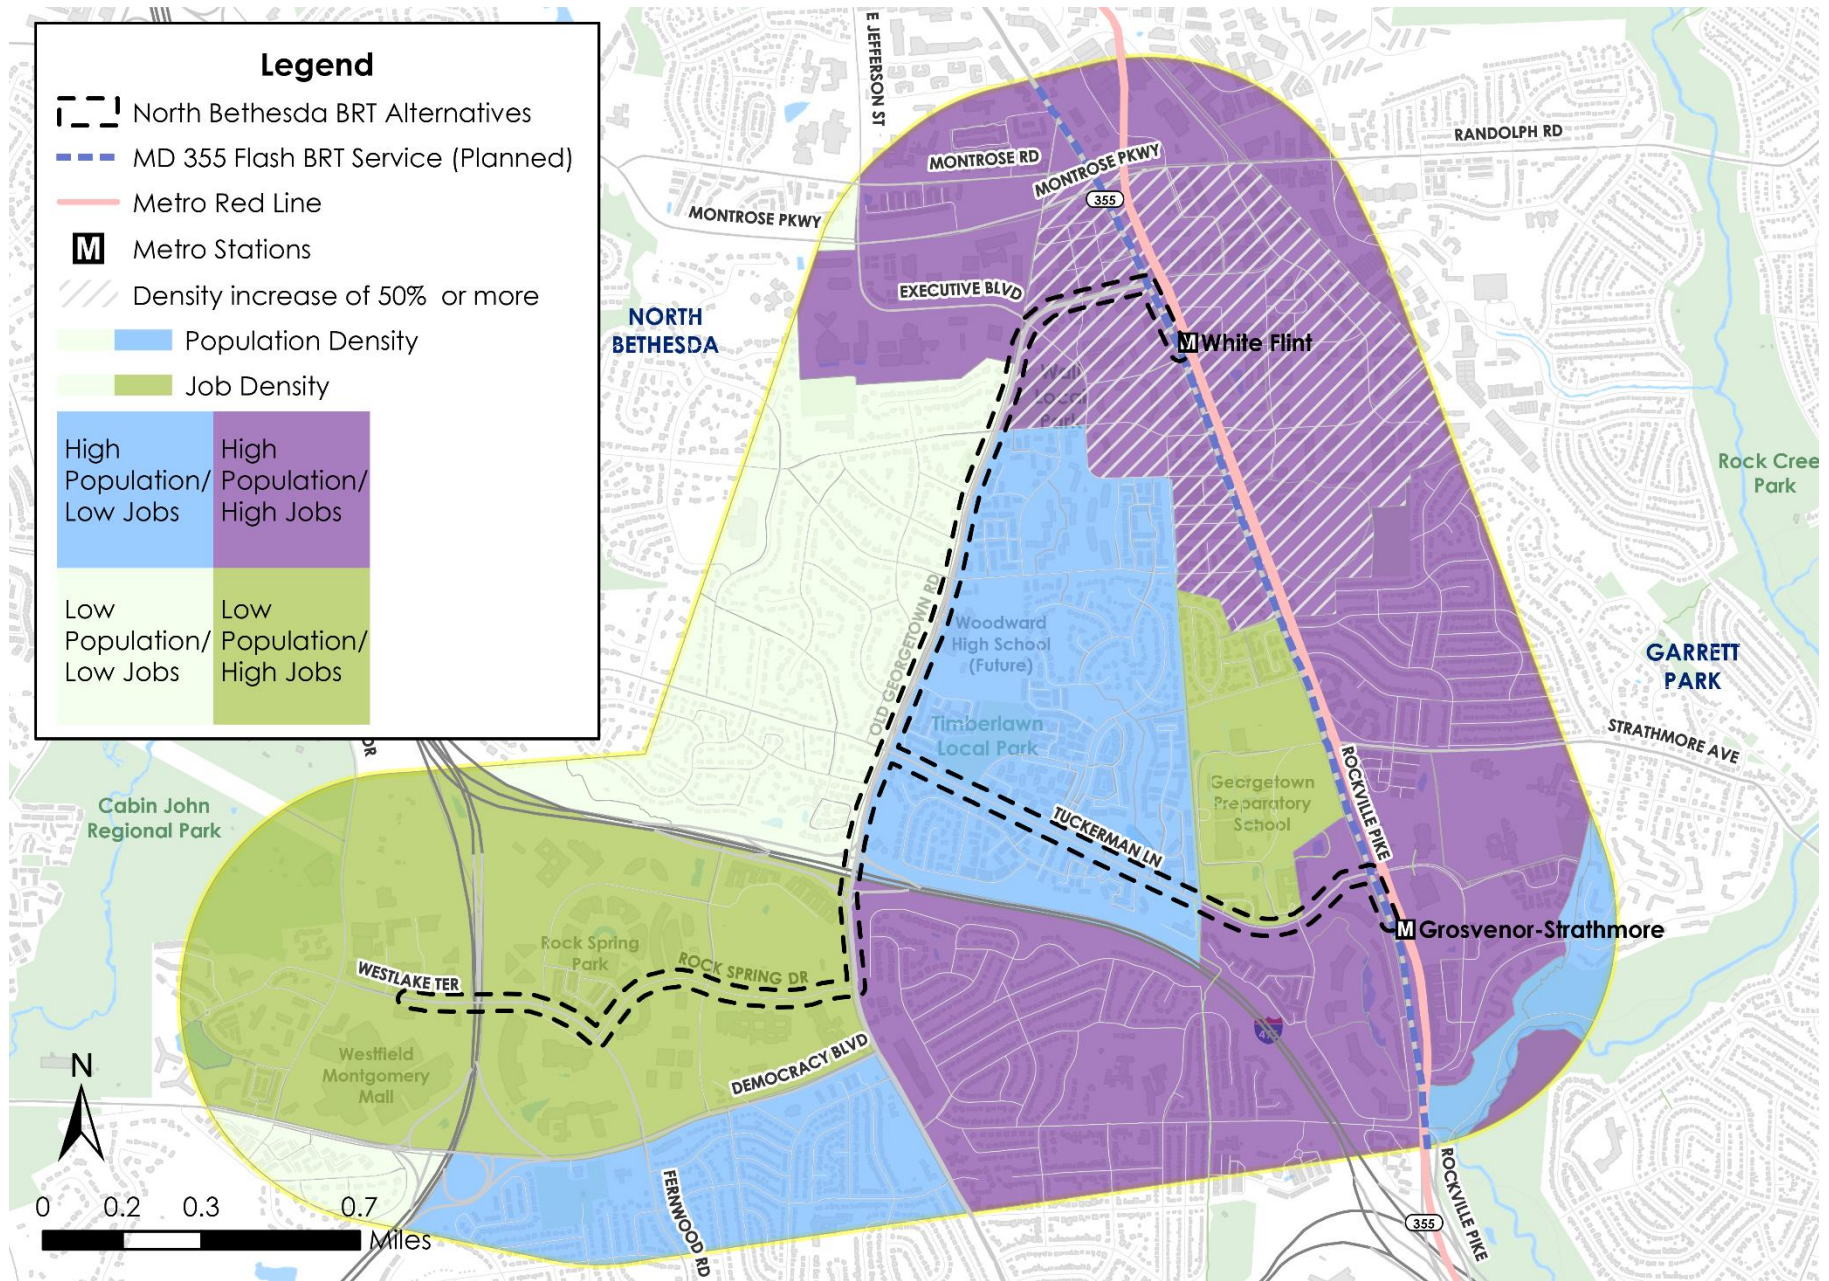 Legend
North Bethesda BRT Alternatives
MD 355 Flash BRT Service (Planned)
Metro Red Line
M
Metro Stations
Density increase of 50% or more
Population Density
Job Density
High
Population/
Low Jobs
High
Population/
High Jobs
Low
Population/
Low Jobs
Low
Population/
High Jobs
E JEFFERSON ST
RANDOLPH RD
MONTROSE RD
MONTROSE PKWY
355
MONTROSE PKWY
EXECUTIVE BLVD
NORTH
BETHESDA
M
White Flint
Wall
Local
Park
Rock Cree
Park
OLD GEORGETOWN RD
Woodward
High School
(Future)
GARRETT
PARK
Timberlawn
Local Park
STRATHMORE AVE
DR
Cabin John
Regional Park
Georgetown
Preparatory
School
ROCKVILLE PIKE
TUCKERMAN LN
M
Grosvenor-Strathmore
Rock Spring
Park
WESTLAKE TER
ROCK SPRING DR
Westfield
Montgomery
Mall
DEMOCRACY BLVD
N
FERNWOOD RD
ROCKVILLE PIKE
355
0 0.2 0.3 0.7
Miles